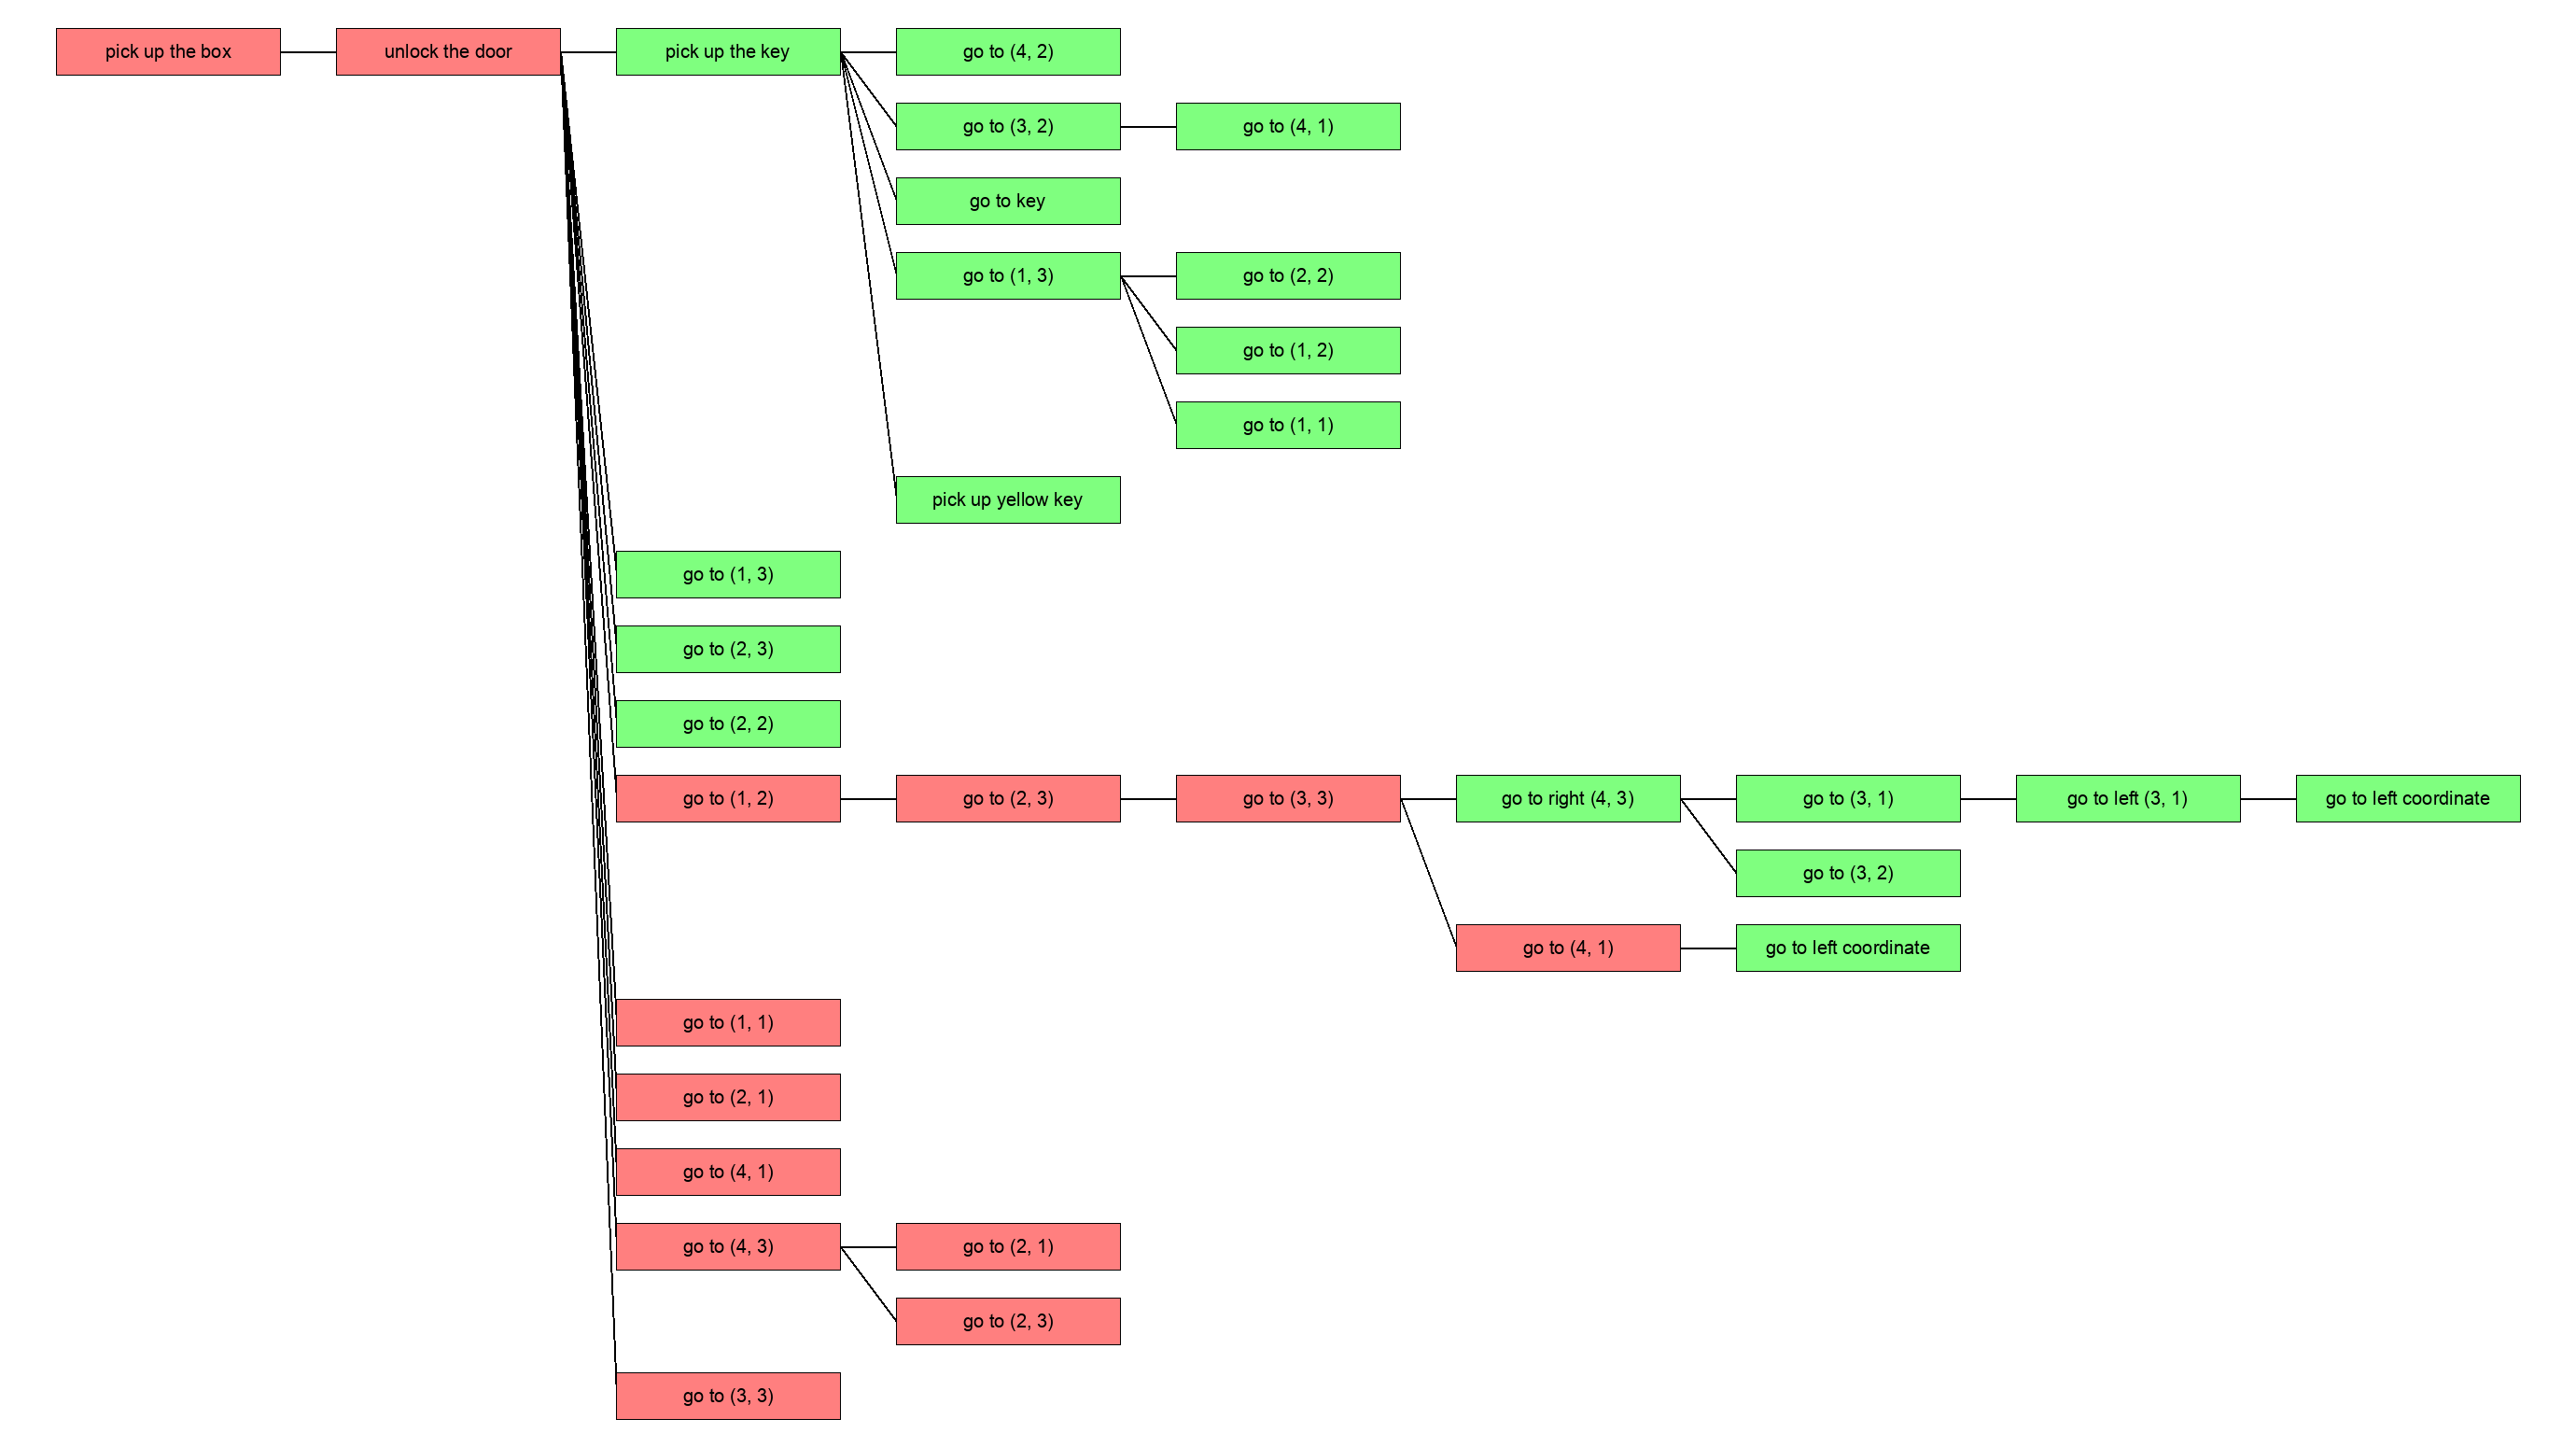 pick up the box
unlock the door
pick up the key
go to (4, 2)
go to (3, 2)
go to (4, 1)
go to key
go to (1, 3)
go to (2, 2)
go to (1, 2)
go to (1, 1)
pick up yellow key
go to (1, 3)
go to (2, 3)
go to (2, 2)
go to (1, 2)
go to (2, 3)
go to (3, 3)
go to right (4, 3)
go to (3, 1)
go to left (3, 1)
go to left coordinate
go to (3, 2)
go to (4, 1)
go to left coordinate
go to (1, 1)
go to (2, 1)
go to (4, 1)
go to (4, 3)
go to (2, 1)
go to (2, 3)
go to (3, 3)